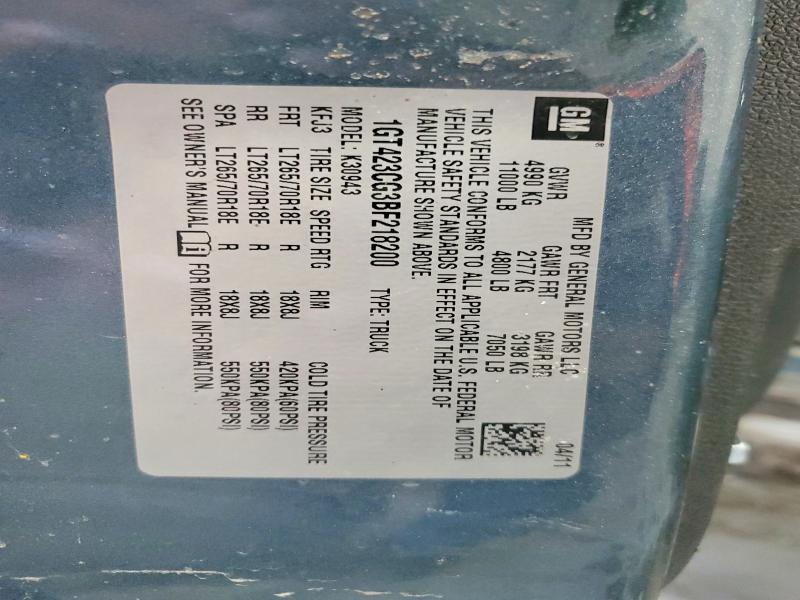 GM ®
MFD BY GENERAL MOTORS LLC 04/11
GVWR GAWR FRT GAWR RR
4990 KG 2177 KG 3198 KG
11000 LB 4800 LB 7050 LB
THIS VEHICLE CONFORMS TO ALL APPLICABLE U.S. FEDERAL MOTOR
VEHICLE SAFETY STANDARDS IN EFFECT ON THE DATE OF
MANUFACTURE SHOWN ABOVE.
1GT423CG3BF218200 TYPE: TRUCK
MODEL: K30943
KFJ3 TIRE SIZE SPEED RTG RIM COLD TIRE PRESSURE
FRT LT265/70R18E R 18X8J 420KPA(60PSI)
RR LT265/70R18E R 18X8J 550KPA(80PSI)
SPA LT265/70R18E R 18X8J 550KPA(80PSI)
SEE OWNER'S MANUAL FOR MORE INFORMATION.